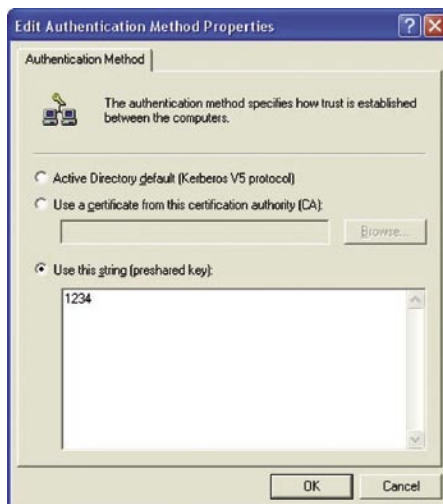 Edit Authentication Method Properties
Authentication Method
The authentication method specifies how trust is established
between the computers.
Active Directory default (Kerberos V5 protocol)
Use a certificate from this certification authority (CA):
Browse...
Use this string (preshared key):
1234
OK
Cancel